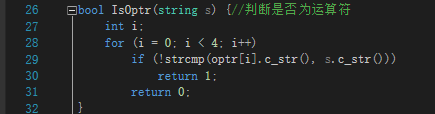 26 bool IsOptr(string s) {//判断是否为运算符
27 int i;
28 for (i = 0; i < 4; i++)
29 if (!strcmp(optr[i].c_str(), s.c_str()))
30 return 1;
31 return 0;
32 }